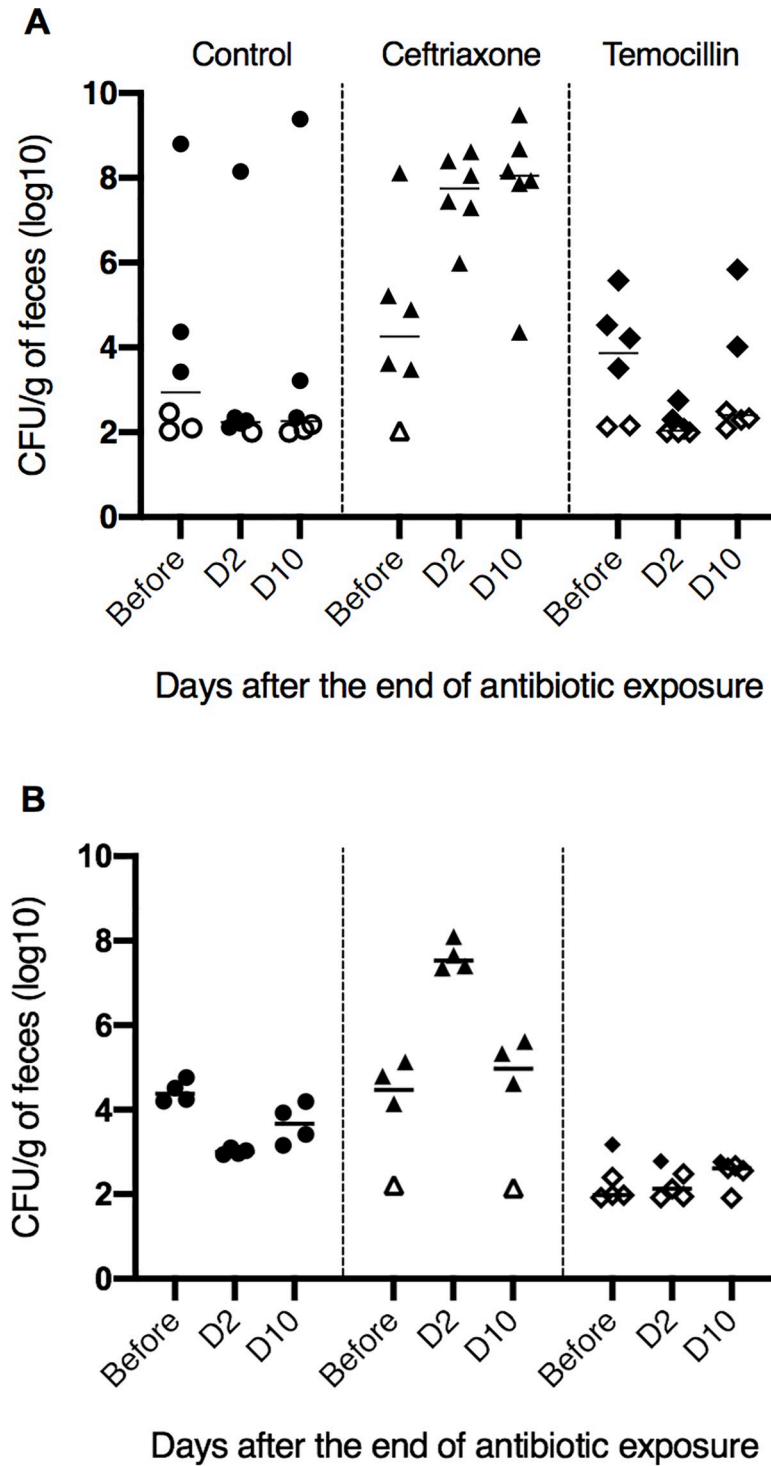 A
Control Ceftriaxone Temocillin
CFU/g of feces (log10)
10
8
6
4
2
0
Before D2 D10 Before D2 D10 Before D2 D10
Days after the end of antibiotic exposure
B
CFU/g of feces (log10)
10
8
6
4
2
0
Before D2 D10 Before D2 D10 Before D2 D10
Days after the end of antibiotic exposure